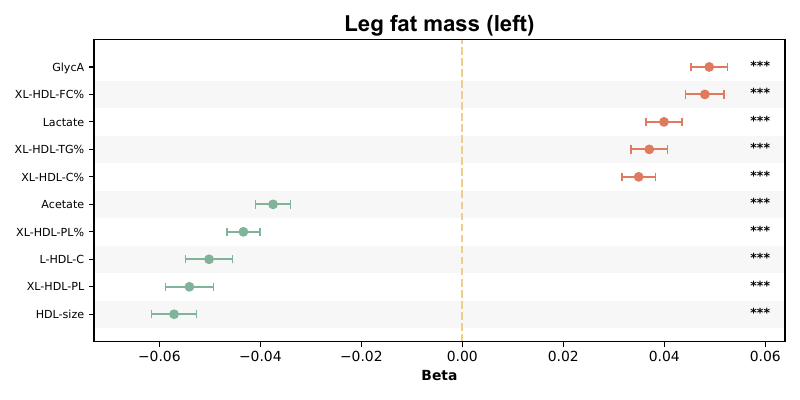 Leg fat mass (left)
GlycA ***
XL-HDL-FC% ***
Lactate ***
XL-HDL-TG% ***
XL-HDL-C% ***
Acetate ***
XL-HDL-PL% ***
L-HDL-C ***
XL-HDL-PL ***
HDL-size ***
−0.06 −0.04 −0.02 0.00 0.02 0.04 0.06
Beta